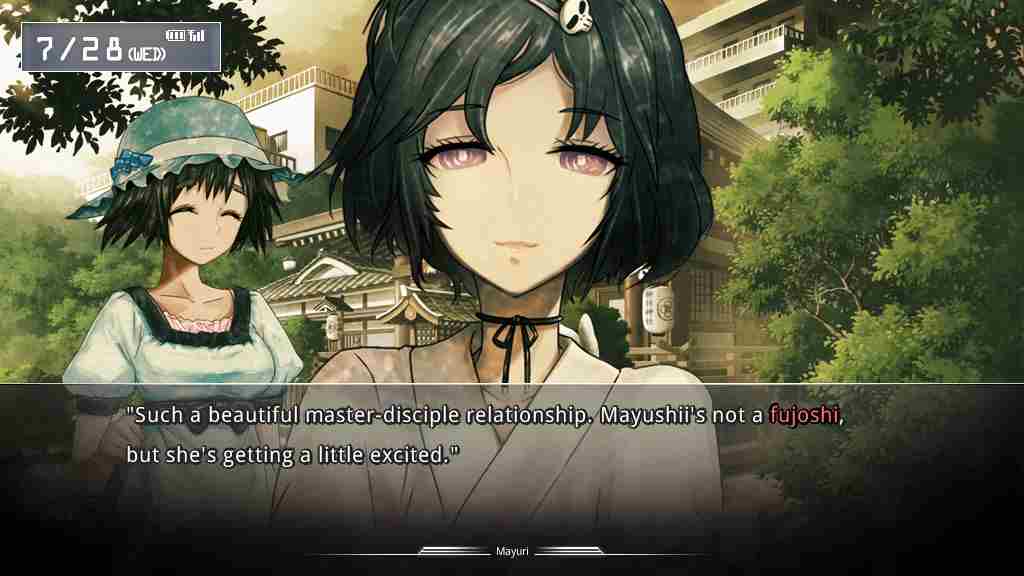 7/28(WED)
"Such a beautiful master-disciple relationship. Mayushii's not a fujoshi,
but she's getting a little excited."
Mayuri